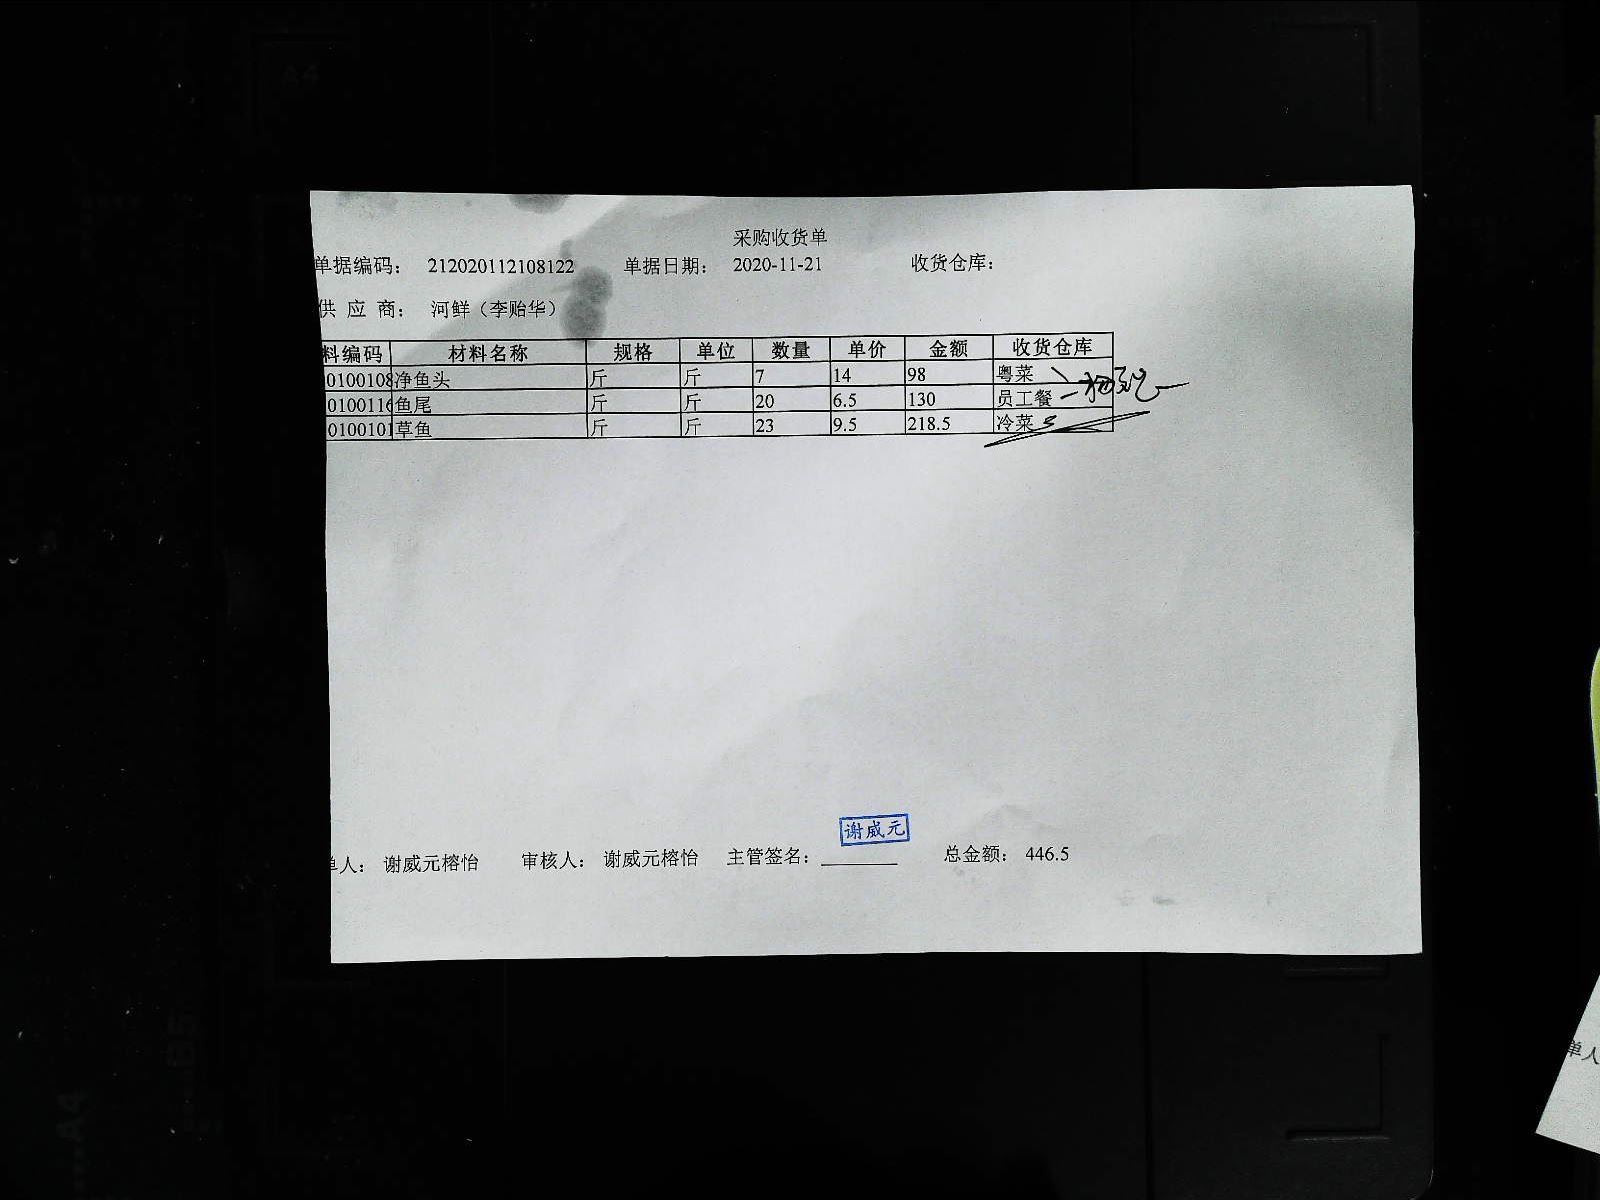 采购收货单
单据编码： 212020112108122 单据日期： 2020-11-21 收货仓库：
供应商： 河鲜（李贻华）
料编码 材料名称 规格 单位 数量 单价 金额 收货仓库
0100108 净鱼头 斤 斤 7 14 98 粤菜
010011 鱼尾 斤 斤 20 6.5 130 员工餐
0100101 草鱼 斤 斤 23 9.5 218.5 冷菜
谢威元
单人： 谢威元榕怡 审核人： 谢威元榕怡 主管签名： 总金额： 446.5
单人
A4